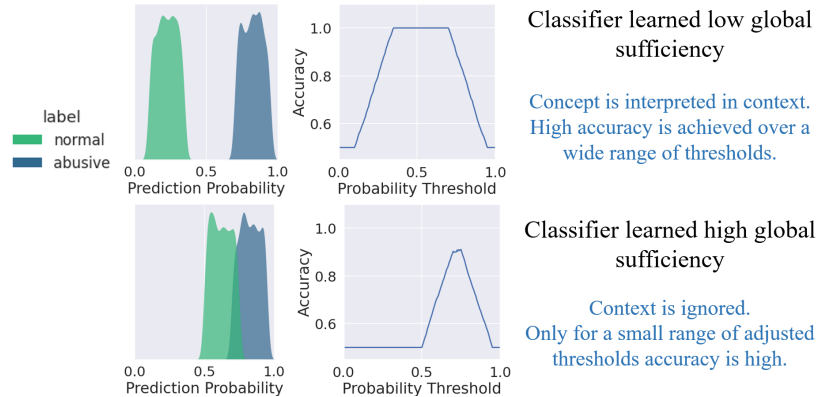 label
normal
abusive
0.0 0.5 1.0
Prediction Probability
Accuracy
1.0
0.8
0.6
0.0 0.5 1.0
Probability Threshold
Classifier learned low global
sufficiency
Concept is interpreted in context.
High accuracy is achieved over a
wide range of thresholds.
0.0 0.5 1.0
Prediction Probability
Accuracy
1.0
0.8
0.6
0.0 0.5 1.0
Probability Threshold
Classifier learned high global
sufficiency
Context is ignored.
Only for a small range of adjusted
thresholds accuracy is high.